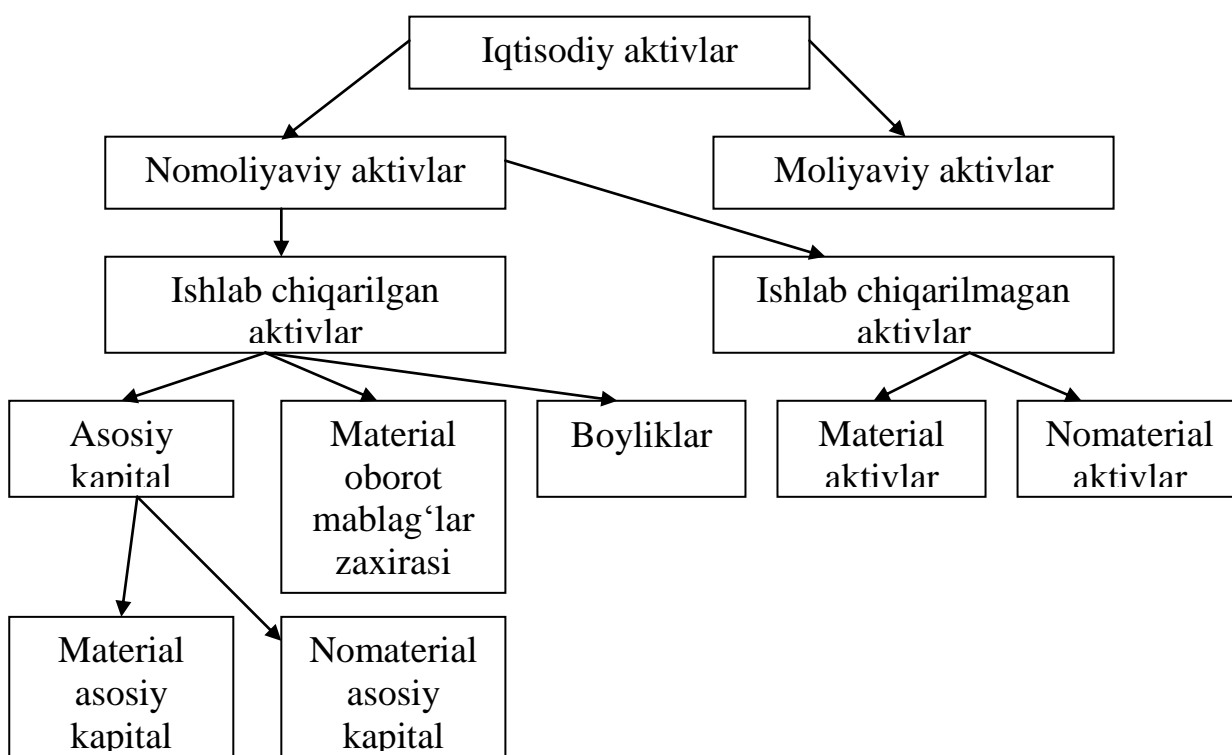 Iqtisodiy aktivlar
Nomoliyaviy aktivlar
Moliyaviy aktivlar
Ishlab chiqarilgan
aktivlar
Ishlab chiqarilmagan
aktivlar
Asosiy
kapital
Material
oborot
mablag‘lar
zaxirasi
Boyliklar
Material
aktivlar
Nomaterial
aktivlar
Material
asosiy
kapital
Nomaterial
asosiy
kapital